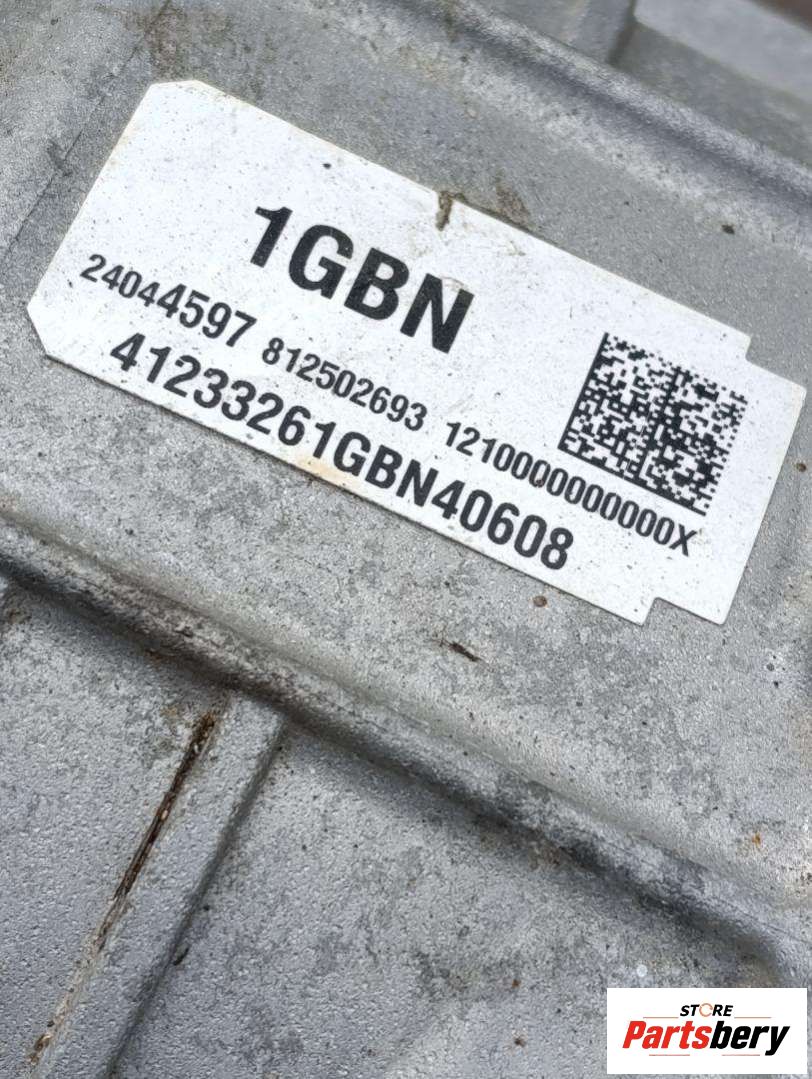 1GBN
24044597 812502693 1210000000000X
41233261GBN40608
STORE
Partsbery